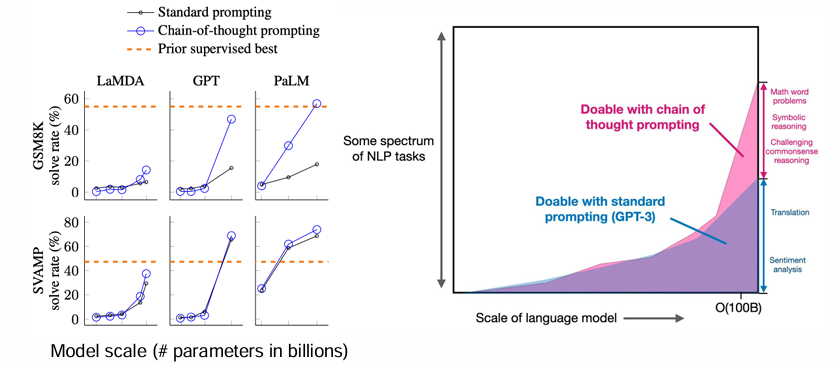 Standard prompting
Chain-of-thought prompting
Prior supervised best
LaMDA
GPT
PaLM
GSM8K
solve rate (%)
60
40
20
0
SVAMP
solve rate (%)
80
60
40
20
0
Model scale (# parameters in billions)
Some spectrum
of NLP tasks
Doable with chain of
thought prompting
Doable with standard
prompting (GPT-3)
Math word
problems
Symbolic
reasoning
Challenging
commonsense
reasoning
Translation
Sentiment
analysis
Scale of language model
O(100B)